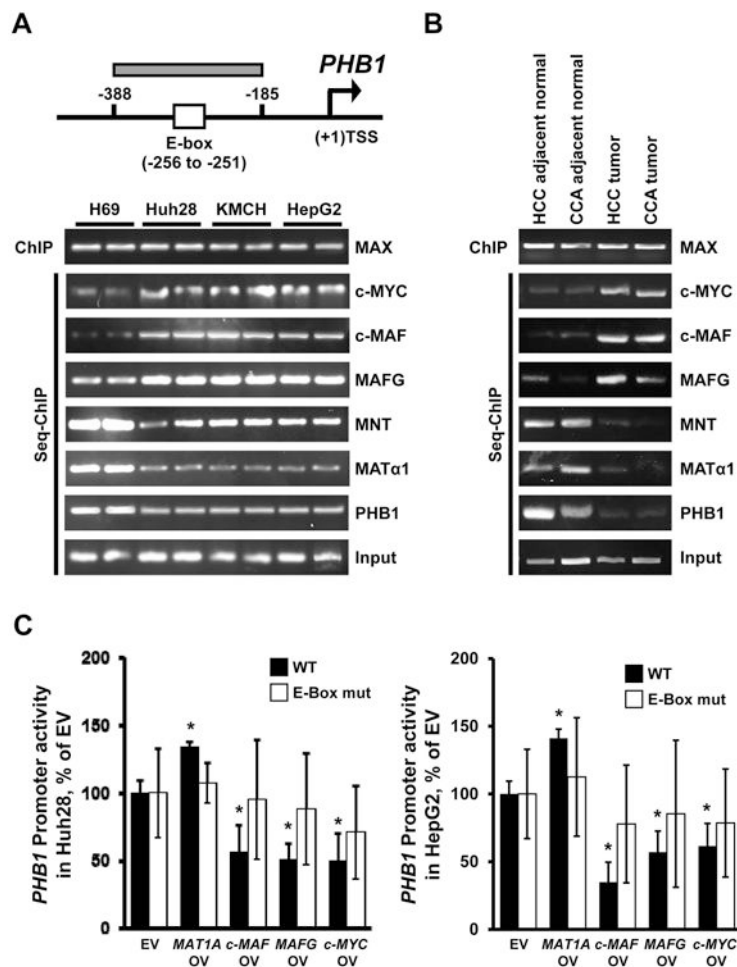 A
PHB1
-388
-185
E-box
(-256 to -251)
(+1)TSS
H69 Huh28 KMCH HepG2
ChIP
MAX
Seq-ChIP
c-MYC
c-MAF
MAFG
MNT
MATα1
PHB1
Input
B
HCC adjacent normal
CCA adjacent normal
HCC tumor
CCA tumor
ChIP
MAX
Seq-ChIP
c-MYC
c-MAF
MAFG
MNT
MATα1
PHB1
Input
C
PHB1 Promoter activity
in Huh28, % of EV
200
150
100
50
0
WT
E-Box mut
*
*
*
*
EV MAT1A c-MAF MAFG c-MYC
OV OV OV OV
PHB1 Promoter activity
in HepG2, % of EV
200
150
100
50
0
WT
E-Box mut
*
*
*
*
EV MAT1A c-MAF MAFG c-MYC
OV OV OV OV